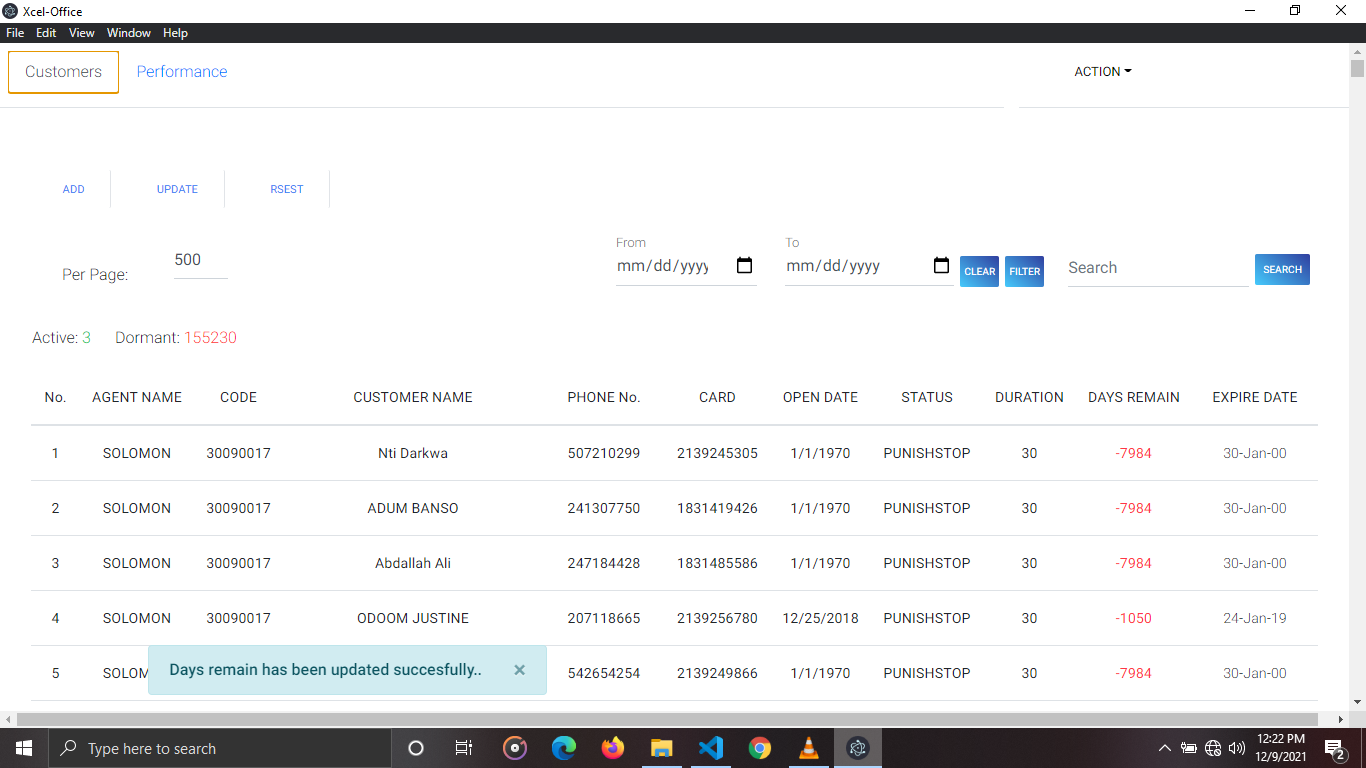 Xcel-Office
File Edit View Window Help
Customers Performance ACTION
ADD UPDATE RSEST
From To
Per Page: 500 mm/dd/yyyy mm/dd/yyyy CLEAR FILTER Search SEARCH
Active: 3 Dormant: 155230
No. AGENT NAME CODE CUSTOMER NAME PHONE No. CARD OPEN DATE STATUS DURATION DAYS REMAIN EXPIRE DATE
1 SOLOMON 30090017 Nti Darkwa 507210299 2139245305 1/1/1970 PUNISHSTOP 30 -7984 30-Jan-00
2 SOLOMON 30090017 ADUM BANSO 241307750 1831419426 1/1/1970 PUNISHSTOP 30 -7984 30-Jan-00
3 SOLOMON 30090017 Abdallah Ali 247184428 1831485586 1/1/1970 PUNISHSTOP 30 -7984 30-Jan-00
4 SOLOMON 30090017 ODOOM JUSTINE 207118665 2139256780 12/25/2018 PUNISHSTOP 30 -1050 24-Jan-19
5 SOLOM Days remain has been updated succesfully.. × 542654254 2139249866 1/1/1970 PUNISHSTOP 30 -7984 30-Jan-00
Type here to search
12:22 PM
12/9/2021
2